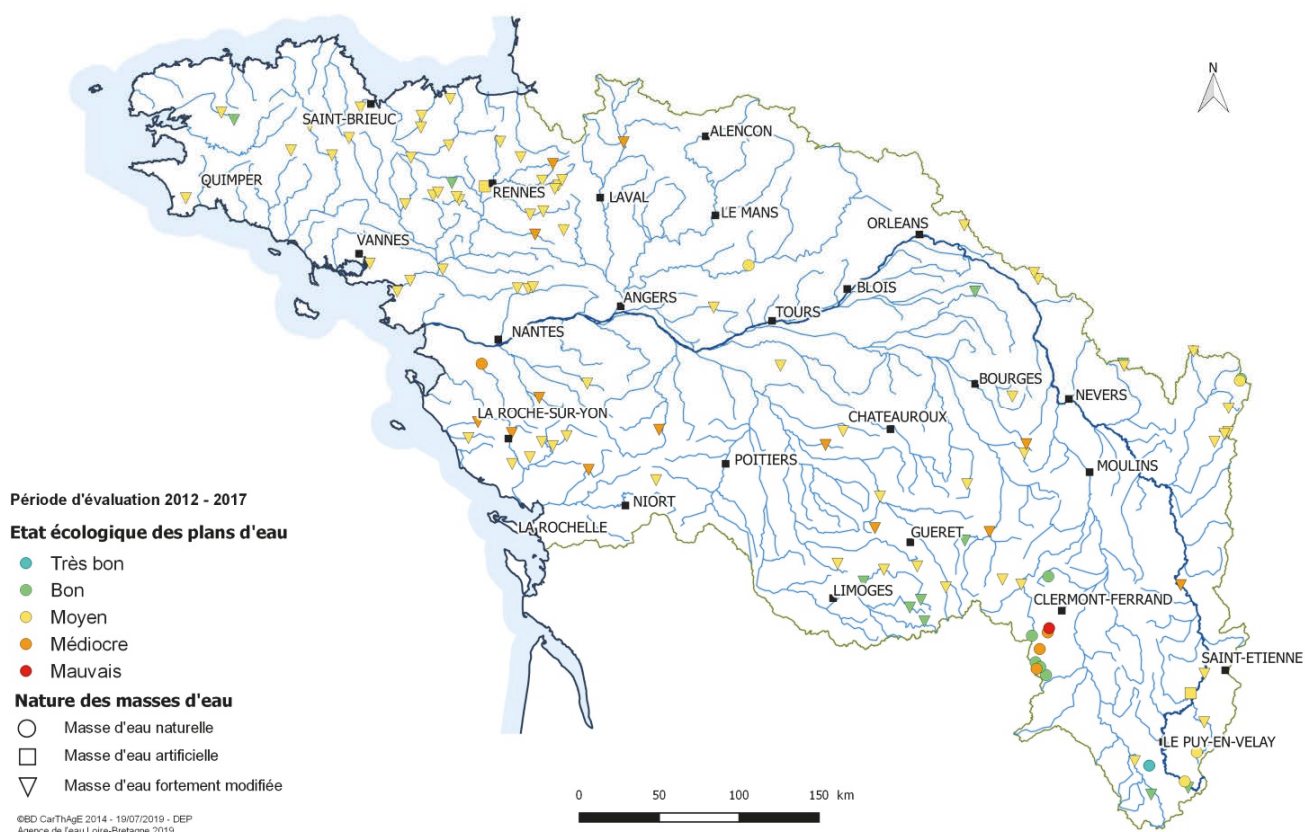 N
SAINT-BRIEUC
ALENCON
QUIMPER
RENNES
LAVAL
LE MANS
ORLEANS
VANNES
BLOIS
ANGERS
TOURS
NANTES
BOURGES
NEVERS
LA ROCHE-SUR-YON
CHATEAUROUX
POITIERS
MOULINS
NIORT
LA ROCHELLE
GUERET
LIMOGES
CLERMONT-FERRAND
SAINT-ETIENNE
LE PUY-EN-VELAY
Période d'évaluation 2012 - 2017
Etat écologique des plans d'eau
Très bon
Bon
Moyen
Médiocre
Mauvais
Nature des masses d'eau
Masse d'eau naturelle
Masse d'eau artificielle
Masse d'eau fortement modifiée
0 50 100 150 km
©BD CarThAgE 2014 - 19/07/2019 - DEP
Agence de l'eau Loire-Bretagne 2019